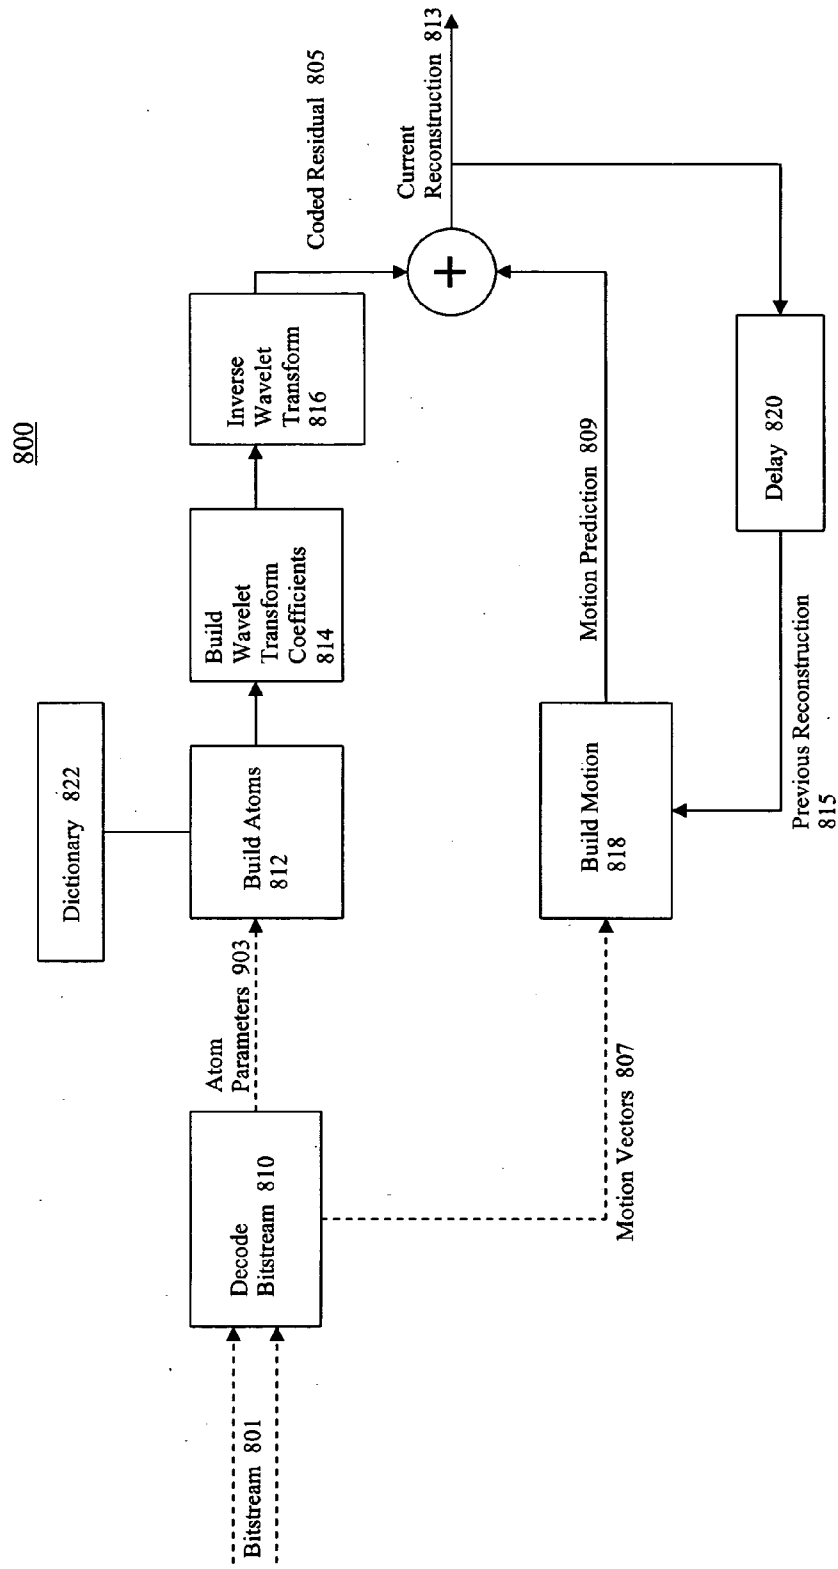 800
Dictionary 822
Bitstream 801
Decode
Bitstream 810
Atom
Parameters 903
Build Atoms
812
Build
Wavelet
Transform
Coefficients
814
Inverse
Wavelet
Transform
816
Coded Residual 805
+
Current
Reconstruction 813
Motion Vectors 807
Build Motion
818
Motion Prediction 809
Delay 820
Previous Reconstruction
815